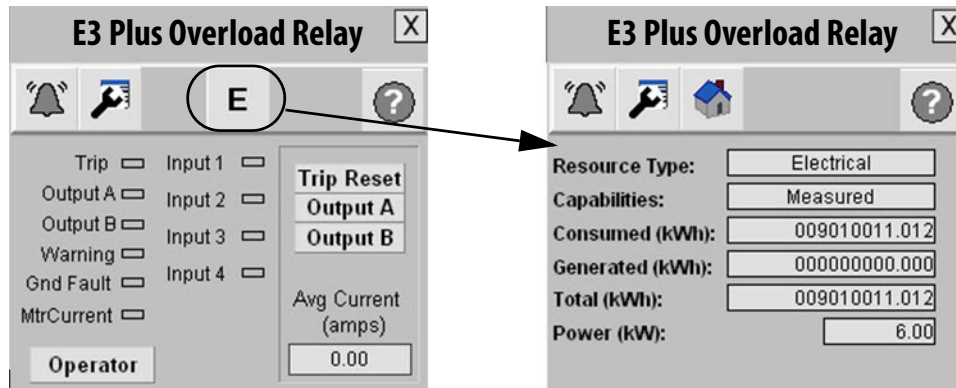 E3 Plus Overload Relay X
E
?
Trip
Output A
Output B
Warning
Gnd Fault
MtrCurrent
Input 1
Input 2
Input 3
Input 4
Trip Reset
Output A
Output B
Avg Current
(amps)
0.00
Operator
E3 Plus Overload Relay X
?
Resource Type: Electrical
Capabilities: Measured
Consumed (kWh): 009010011.012
Generated (kWh): 000000000.000
Total (kWh): 009010011.012
Power (kW): 6.00